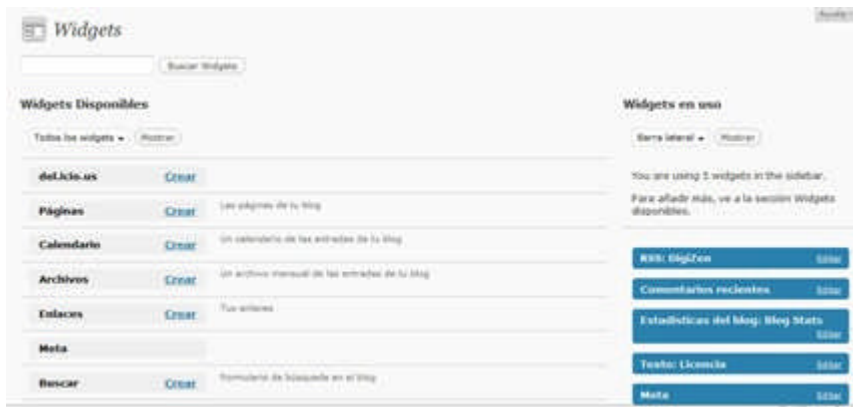 Ayuda
Widgets
Buscar Widgets
Widgets Disponibles
Todos los widgets
Mostrar
del.icio.us Crear
Páginas Crear Las páginas de tu blog
Calendario Crear Un calendario de las entradas de tu blog
Archivos Crear Un archivo mensual de las entradas de tu blog
Enlaces Crear Tus enlaces
Meta
Buscar Crear Formulario de búsqueda en el blog
Widgets en uso
Barra lateral Mostrar
You are using 5 widgets in the sidebar.
Para añadir más, ve a la sección Widgets
disponibles.
RSS: DigiZen Editar
Comentarios recientes Editar
Estadísticas del blog: Blog Stats
Editar
Texto: Licencia Editar
Meta Editar